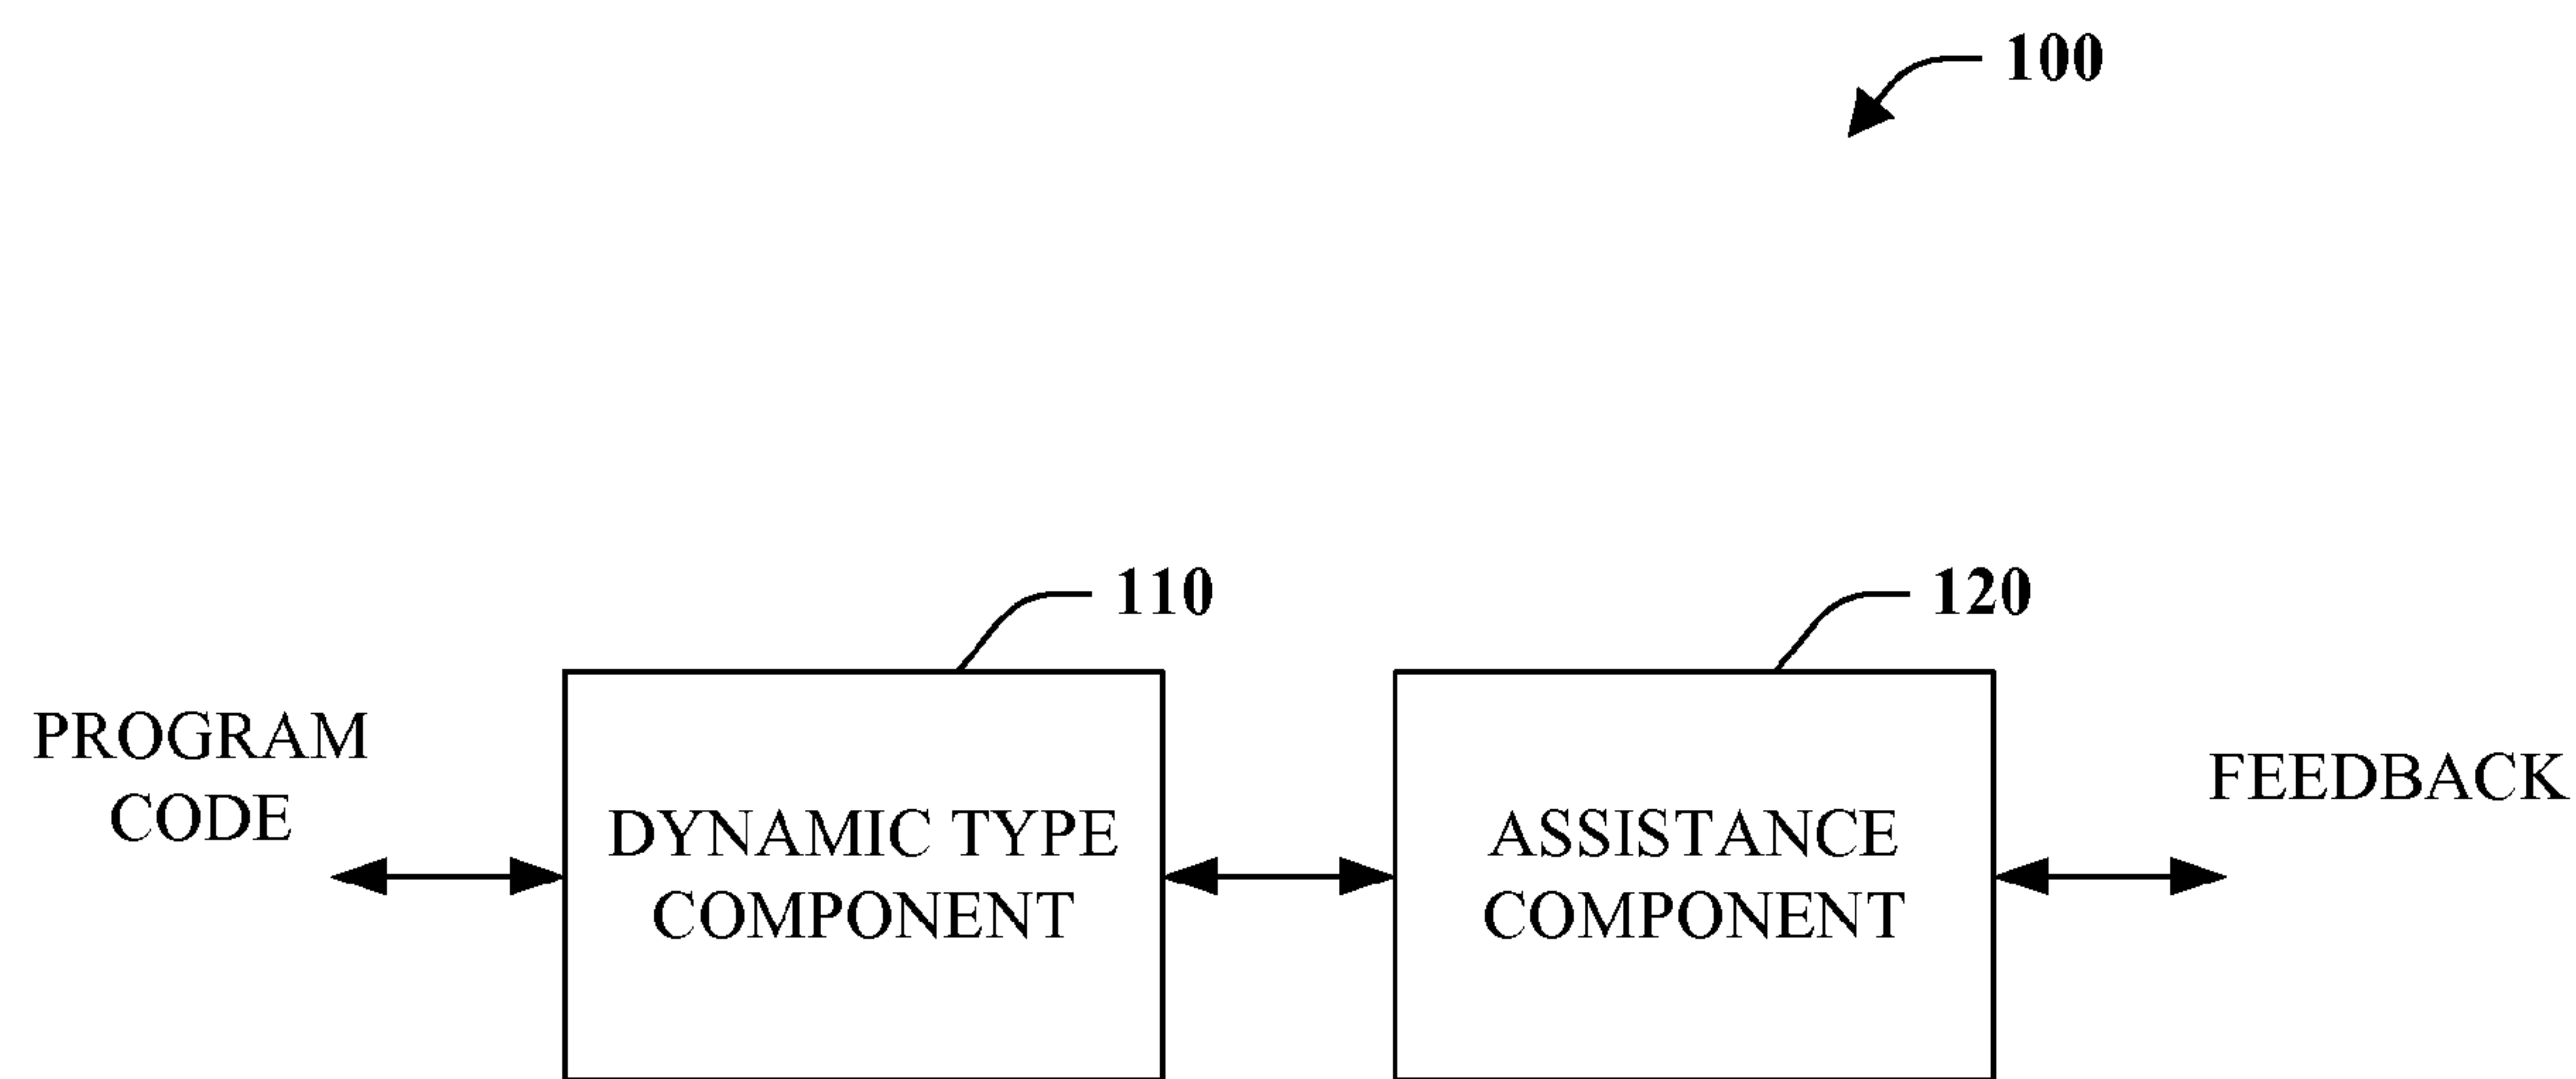 100
110
120
PROGRAM
CODE
DYNAMIC TYPE
COMPONENT
ASSISTANCE
COMPONENT
FEEDBACK